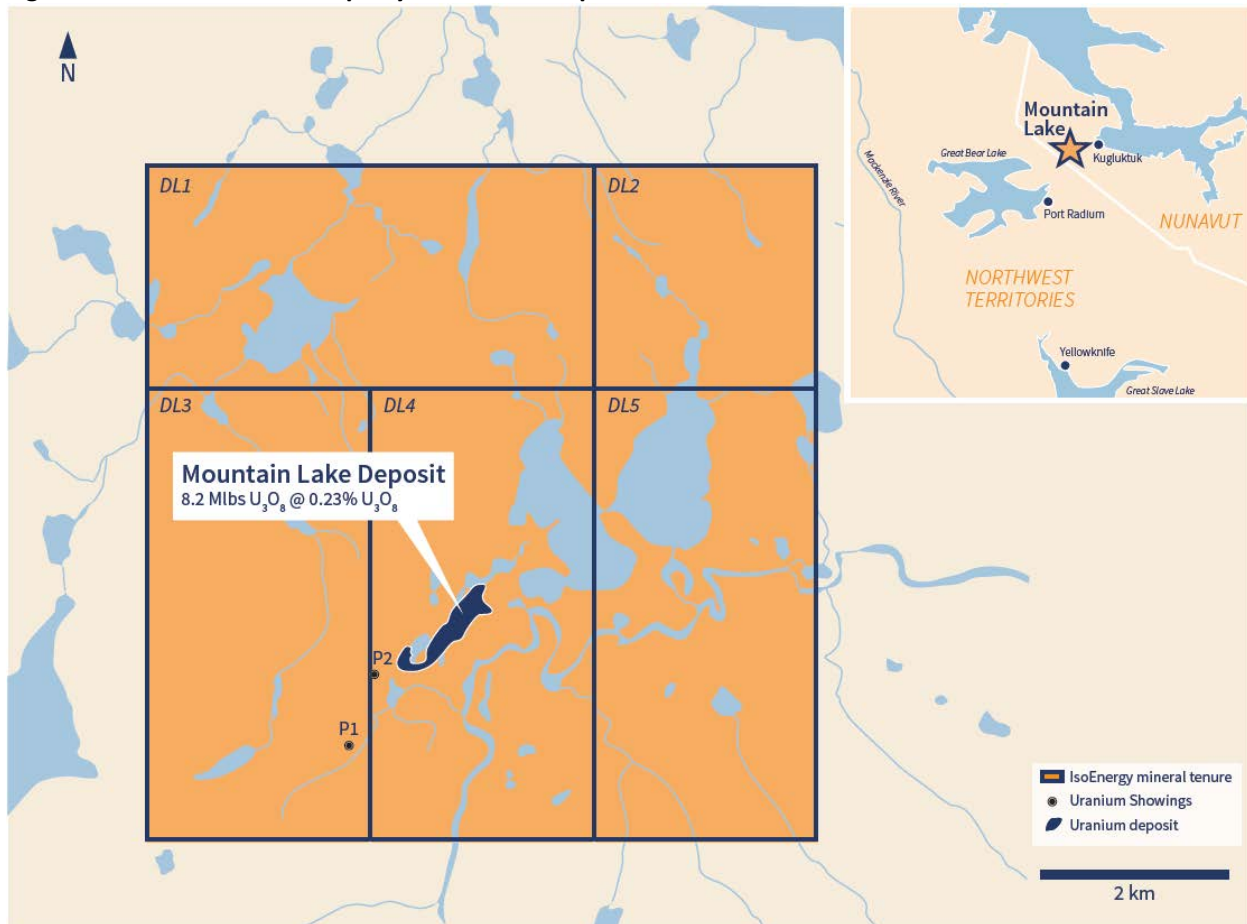 N
DL1
DL2
DL3
DL4
DL5
Mountain Lake Deposit
8.2 Mlbs U₃O₈ @ 0.23% U₃O₈
P2
P1
Mountain
Lake
Kugluktuk
Great Bear Lake
Mackenzie River
Port Radium
NUNAVUT
NORTHWEST
TERRITORIES
Yellowknife
Great Slave Lake
IsoEnergy mineral tenure
Uranium Showings
Uranium deposit
2 km